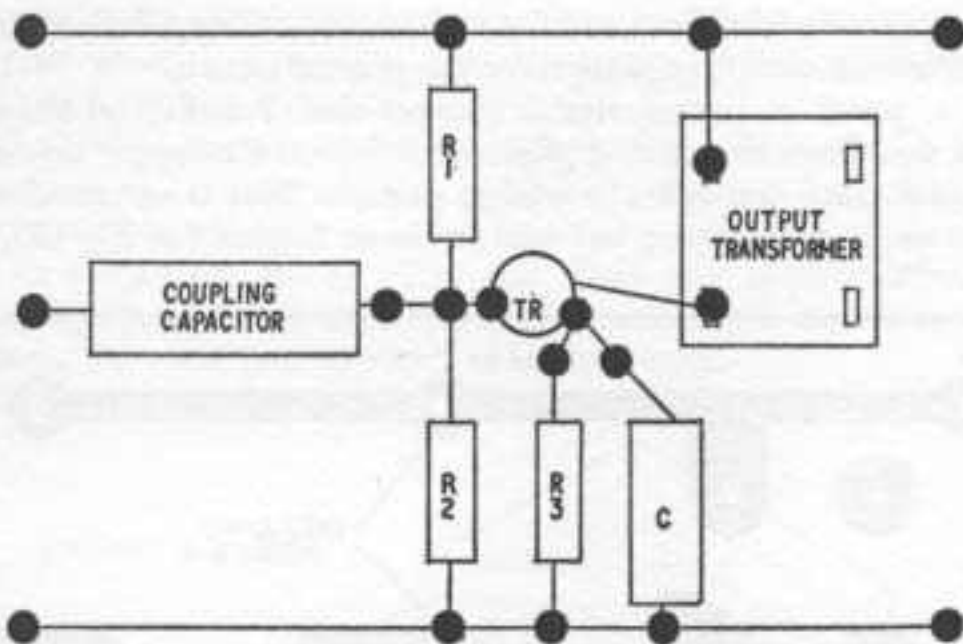 R1
OUTPUT
TRANSFORMER
COUPLING
CAPACITOR
TR
R2
R3
C